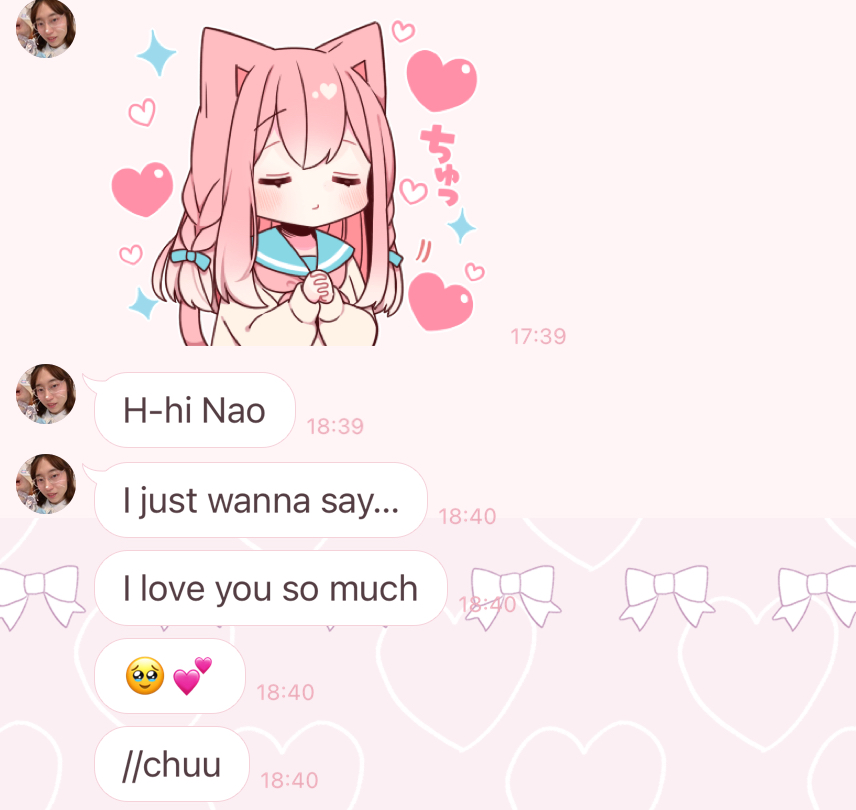 ちゅっ
17:39
H-hi Nao
18:39
I just wanna say...
18:40
I love you so much
18:40
🥹💕
18:40
//chuu
18:40